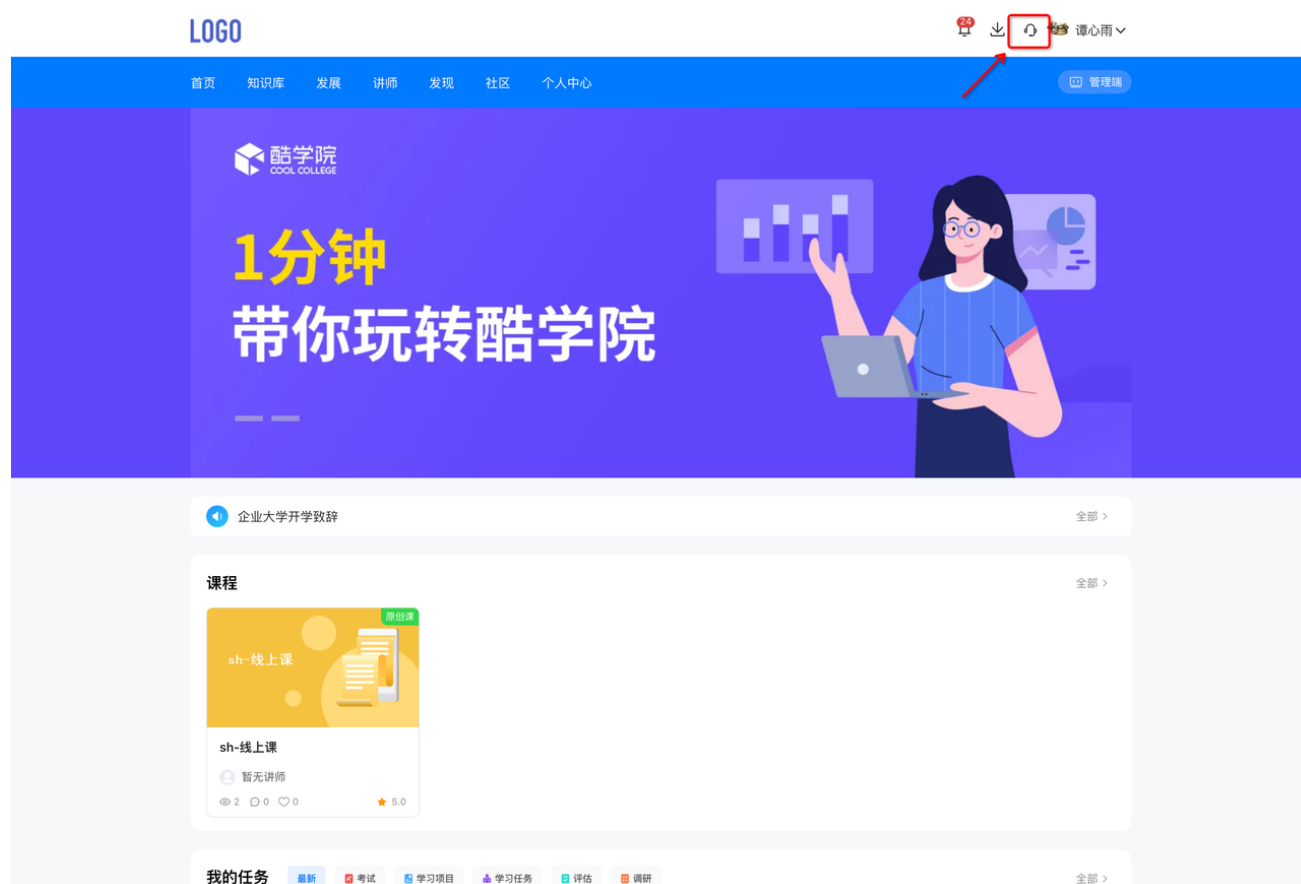 LOGO
24
谭心雨
首页 知识库 发展 讲师 发现 社区 个人中心
管理端
酷学院
COOL COLLEGE
1分钟
带你玩转酷学院
企业大学开学致辞
全部 >
课程
全部 >
原创课
sh-线上课
sh-线上课
暂无讲师
2 0 0 5.0
我的任务 最新 考试 学习项目 学习任务 评估 调研
全部 >